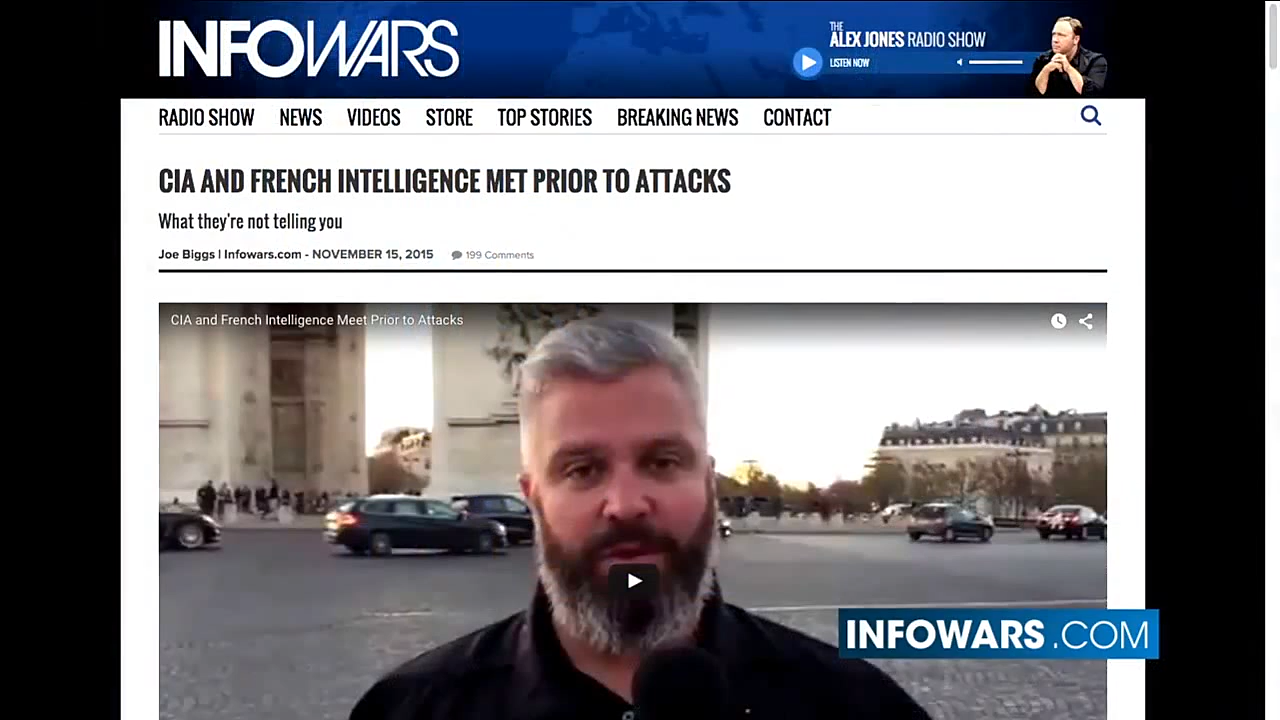 INFOWARS
THE
ALEX JONES RADIO SHOW
LISTEN NOW
RADIO SHOW NEWS VIDEOS STORE TOP STORIES BREAKING NEWS CONTACT
CIA AND FRENCH INTELLIGENCE MET PRIOR TO ATTACKS
What they're not telling you
Joe Biggs | Infowars.com - NOVEMBER 15, 2015 199 Comments
CIA and French Intelligence Meet Prior to Attacks
INFOWARS.COM